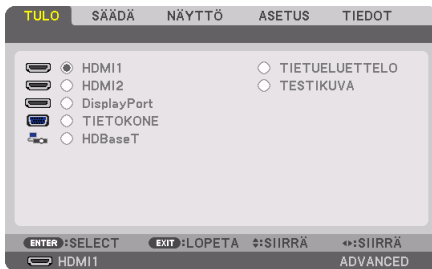 TULO SÄÄDÄ NÄYTTÖ ASETUS TIEDOT
HDMI1 TIETUELUETTELO
HDMI2 TESTIKUVA
DisplayPort
TIETOKONE
HDBaseT
ENTER:SELECT EXIT:LOPETA :SIIRRÄ :SIIRRÄ
HDMI1 ADVANCED